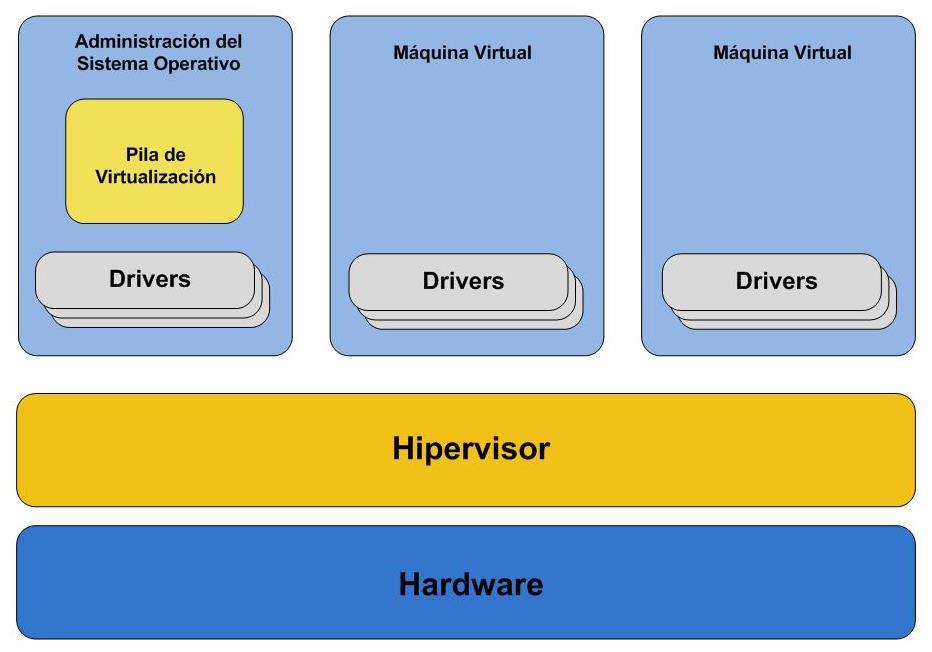 Administración del
Sistema Operativo
Pila de
Virtualización
Drivers
Máquina Virtual
Drivers
Máquina Virtual
Drivers
Hipervisor
Hardware